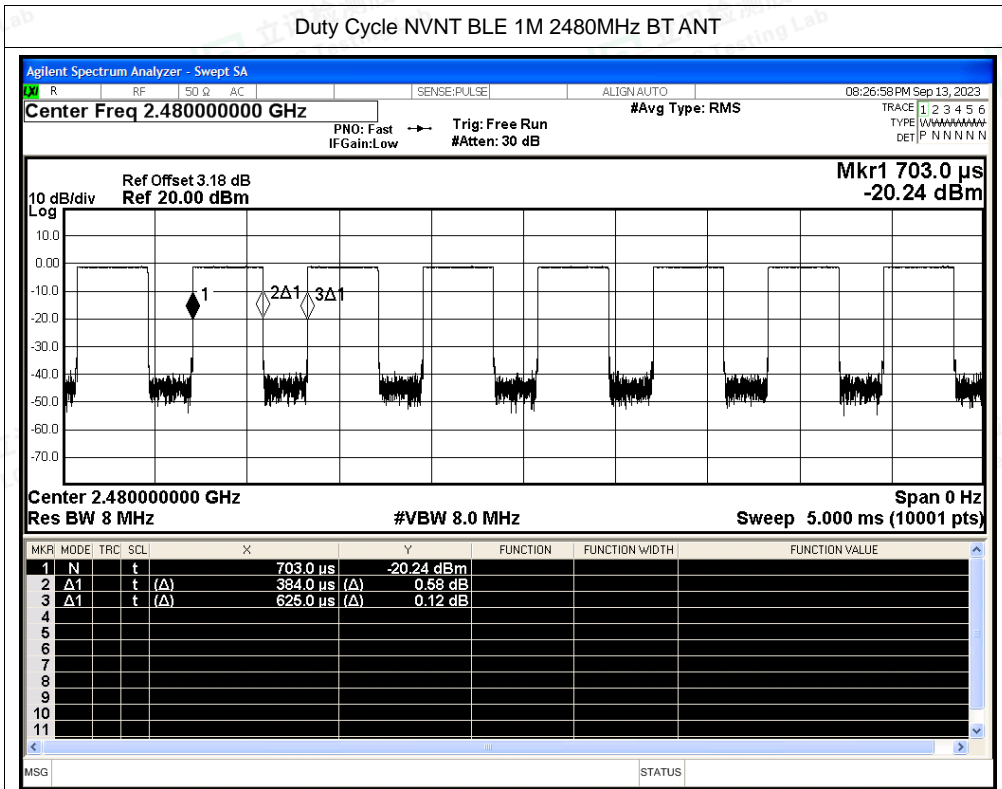 Duty Cycle NVNT BLE 1M 2480MHz BT ANT
Agilent Spectrum Analyzer - Swept SA
LXI R RF 50 Ω AC SENSE:PULSE ALIGN AUTO 08:26:58 PM Sep 13, 2023
Center Freq 2.480000000 GHz #Avg Type: RMS TRACE 1 2 3 4 5 6
PNO: Fast Trig: Free Run TYPE
IFGain:Low #Atten: 30 dB DET P N N N N N
Mkr1 703.0 µs
Ref Offset 3.18 dB -20.24 dBm
10 dB/div Ref 20.00 dBm
Log
10.0
0.00
-10.0
1 2Δ1 3Δ1
-20.0
-30.0
-40.0
-50.0
-60.0
-70.0
Center 2.480000000 GHz Span 0 Hz
Res BW 8 MHz #VBW 8.0 MHz Sweep 5.000 ms (10001 pts)
MKR MODE TRC SCL X Y FUNCTION FUNCTION WIDTH FUNCTION VALUE
1 N t 703.0 µs -20.24 dBm
2 Δ1 t (Δ) 384.0 µs (Δ) 0.58 dB
3 Δ1 t (Δ) 625.0 µs (Δ) 0.12 dB
4
5
6
7
8
9
10
11
MSG STATUS